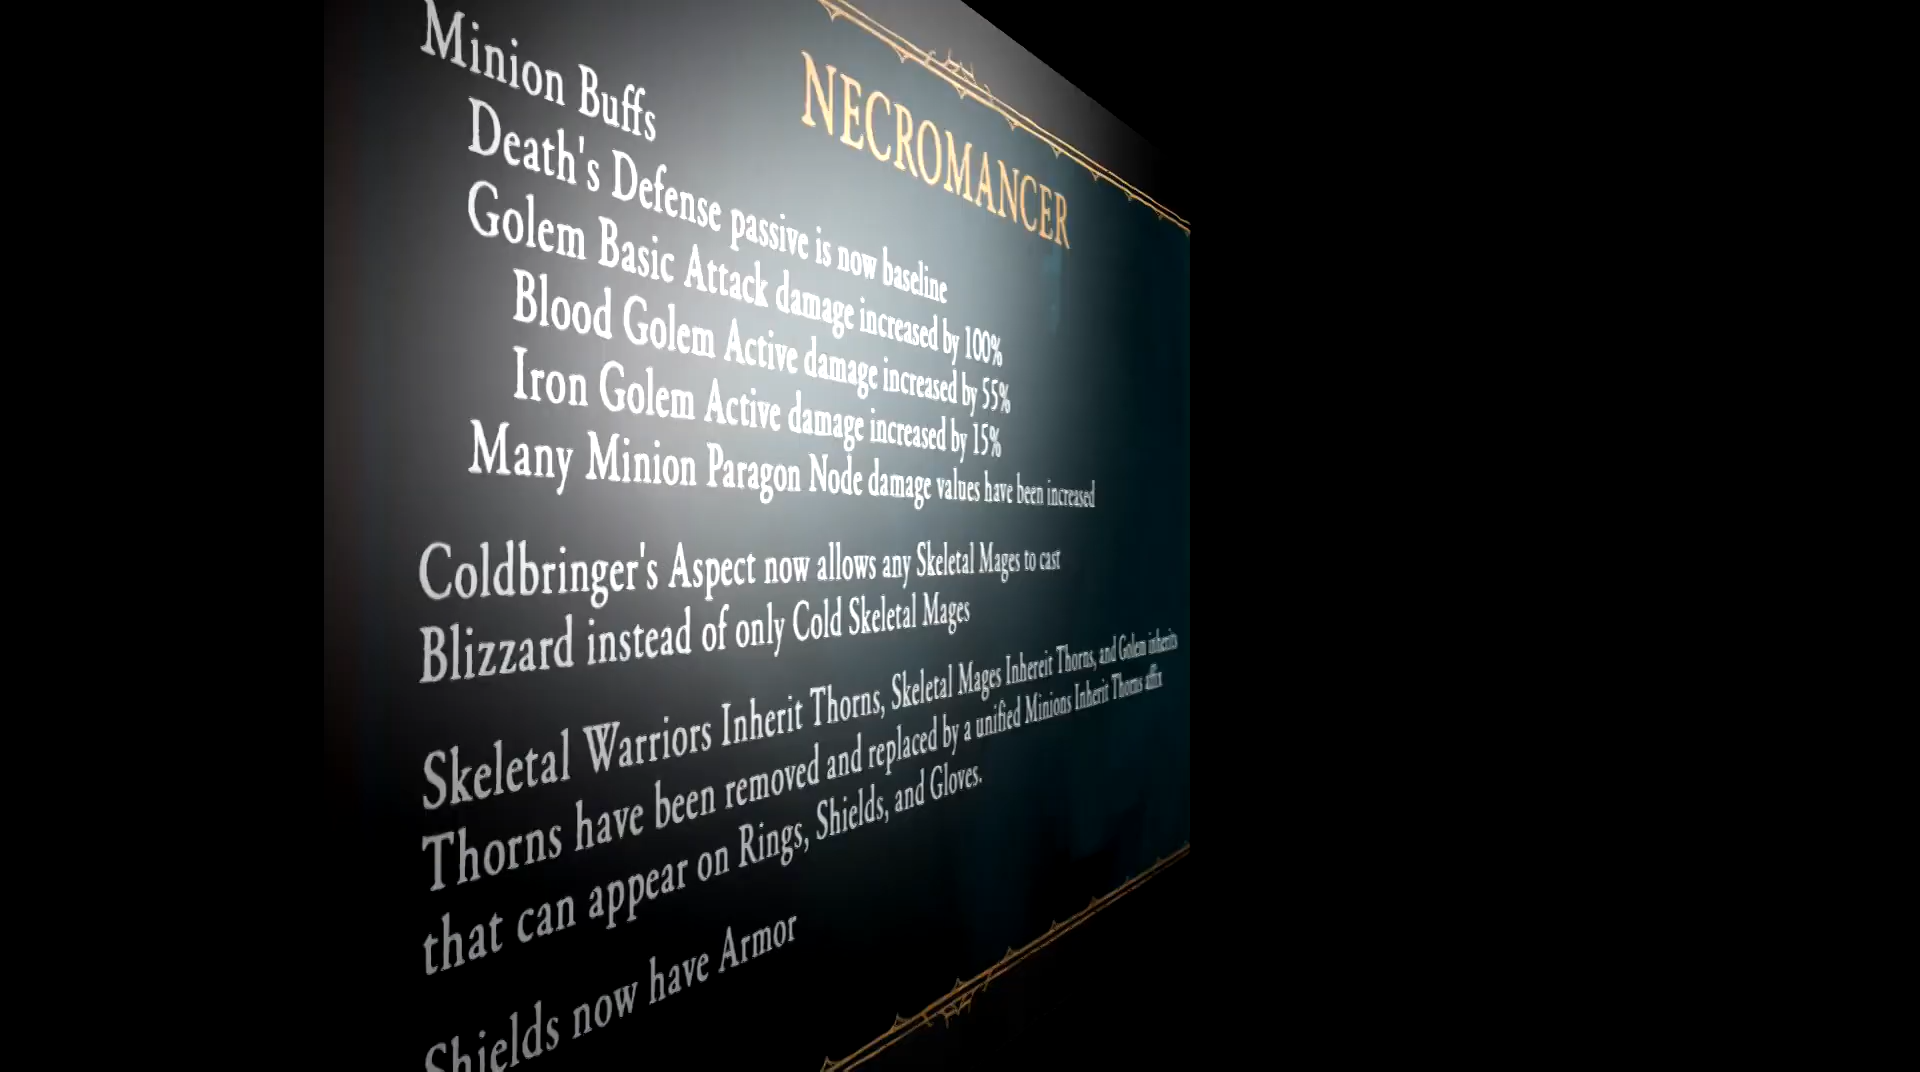 NECROMANCER
Minion Buffs
Death's Defense passive is now baseline
Golem Basic Attack damage increased by 100%
Blood Golem Active damage increased by 55%
Iron Golem Active damage increased by 15%
Many Minion Paragon Node damage values have been increased
Coldbringer's Aspect now allows any Skeletal Mages to cast
Blizzard instead of only Cold Skeletal Mages
Skeletal Warriors Inherit Thorns, Skeletal Mages Inhereit Thorns, and Golem inherits
Thorns have been removed and replaced by a unified Minions Inherit Thorns affix
that can appear on Rings, Shields, and Gloves.
Shields now have Armor